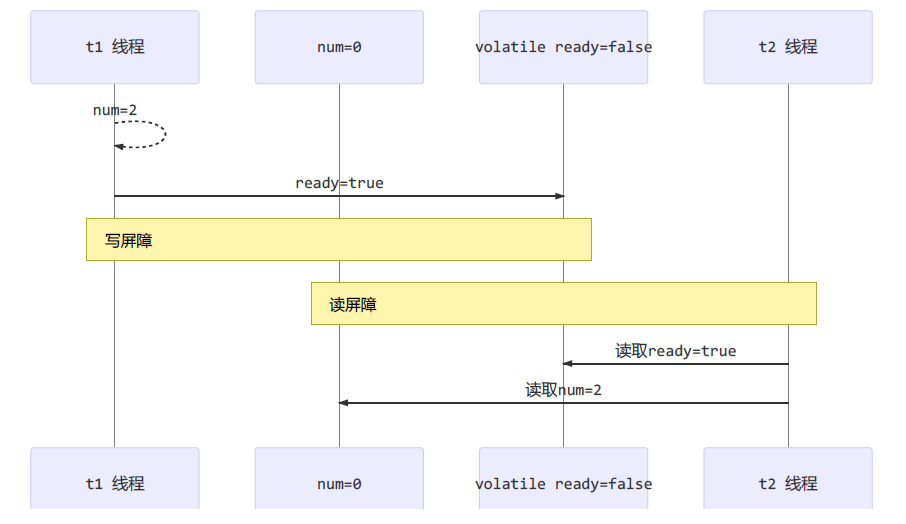 t1 线程
num=0
volatile ready=false
t2 线程
num=2
ready=true
写屏障
读屏障
读取ready=true
读取num=2
t1 线程
num=0
volatile ready=false
t2 线程